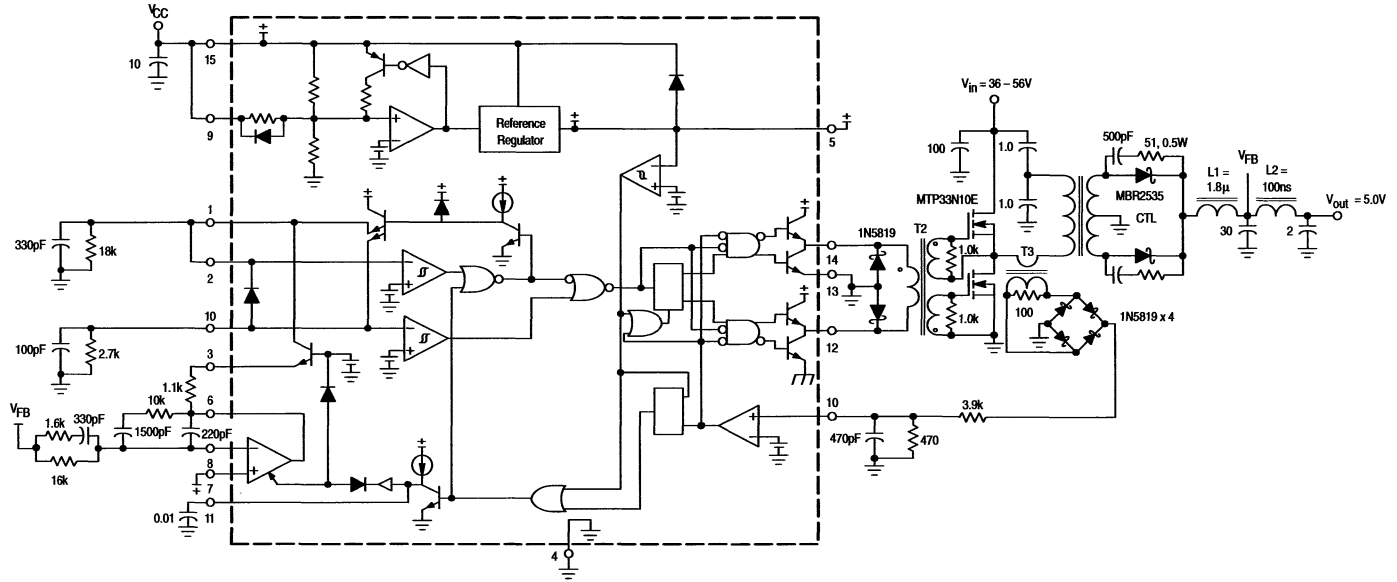 VCC
10
15
9
Reference
Regulator
5
Vin = 36 – 56V
100
1.0
1.0
500pF
51, 0.5W
MBR2535
CTL
L1 =
1.8µ
VFB
L2 =
100ns
Vout = 5.0V
30
2
MTP33N10E
1
330pF
18k
2
10
100pF
2.7k
3
1.1k
10k
6
VFB
1.6k
330pF
1500pF
220pF
16k
8
7
0.01
11
4
14
13
12
1N5819
T2
1.0k
1.0k
T3
100
1N5819 x 4
10
3.9k
470pF
470